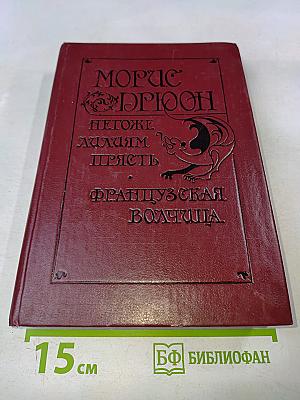 МОРИС
ДРЮОН
НЕГОЖЕ
ЛИЛИЯМ
ПРЯСТЬ
•
ФРАНЦУЗСКАЯ
ВОЛЧИЦА
15 см
БФ БИБЛИОФАН